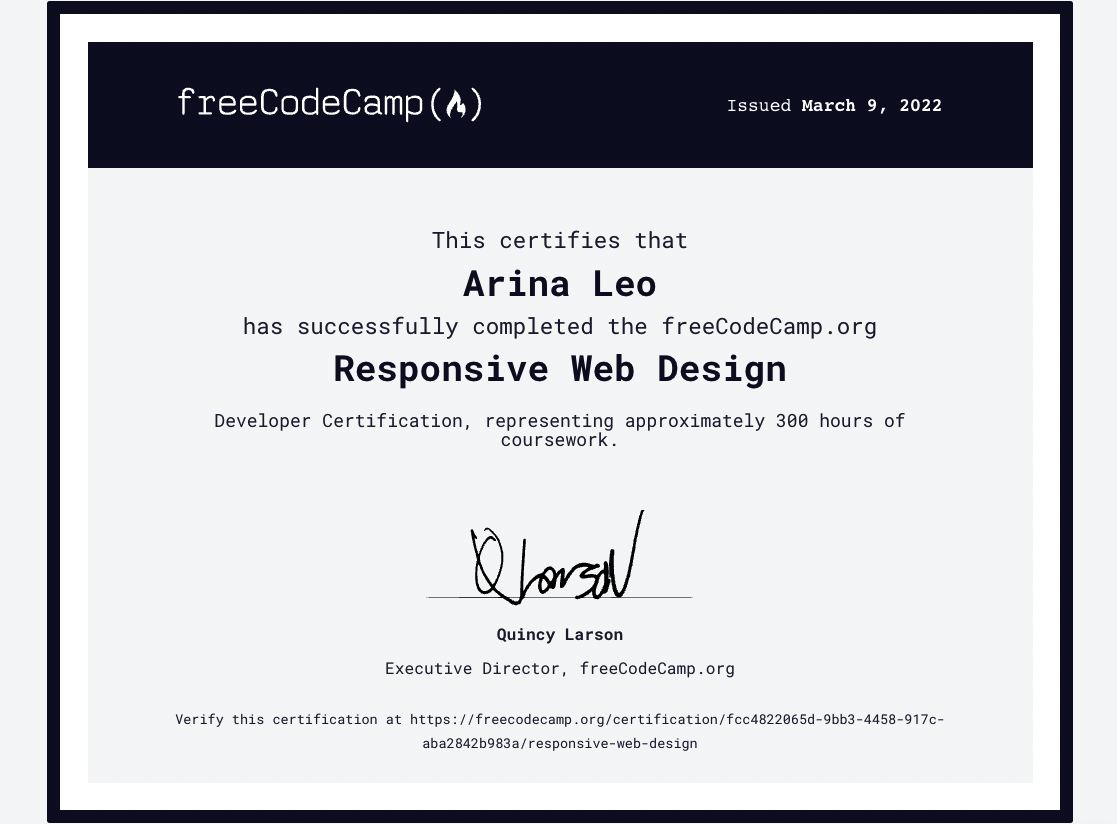 freeCodeCamp(🔥)
Issued March 9, 2022
This certifies that
Arina Leo
has successfully completed the freeCodeCamp.org
Responsive Web Design
Developer Certification, representing approximately 300 hours of
coursework.
Q Larson
Quincy Larson
Executive Director, freeCodeCamp.org
Verify this certification at https://freecodecamp.org/certification/fcc4822065d-9bb3-4458-917c-
aba2842b983a/responsive-web-design